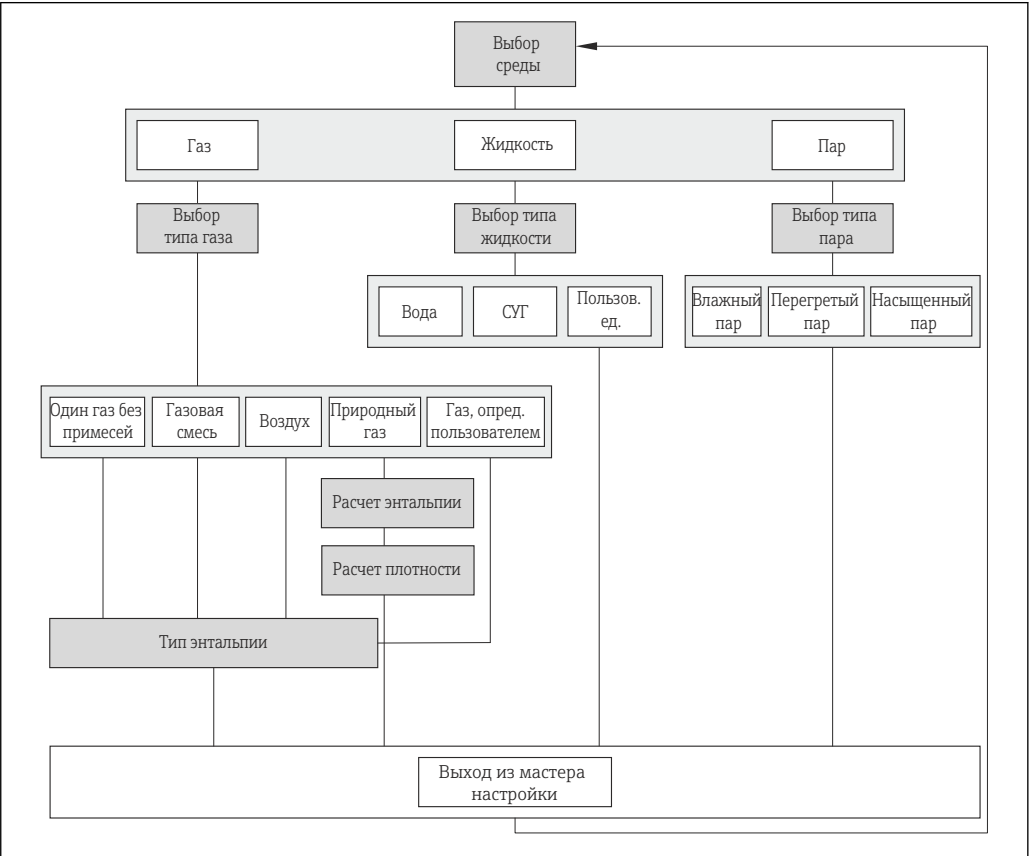 Выбор
среды
Газ
Жидкость
Пар
Выбор
типа газа
Выбор типа
жидкости
Выбор типа
пара
Вода
СУГ
Пользов.
ед.
Влажный
пар
Перегретый
пар
Насыщенный
пар
Один газ без
примесей
Газовая
смесь
Воздух
Природный
газ
Газ, опред.
пользователем
Расчет энтальпии
Расчет плотности
Тип энтальпии
Выход из мастера
настройки